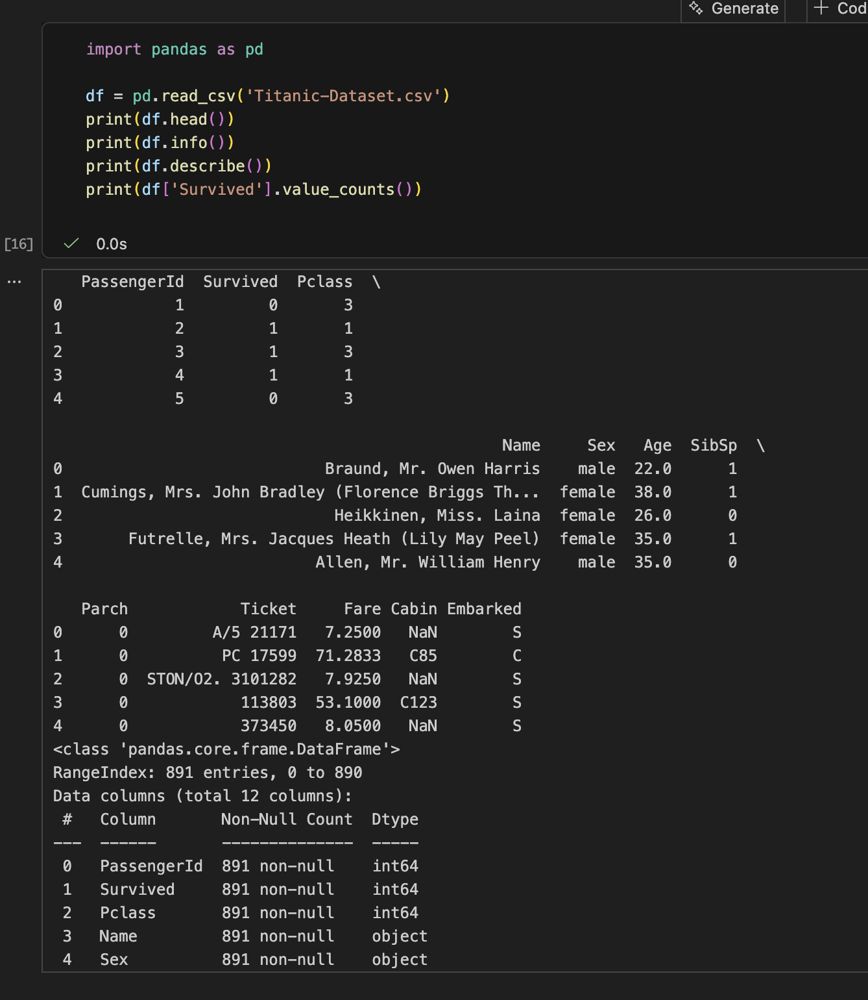 Generate + Cod
import pandas as pd
df = pd.read_csv('Titanic-Dataset.csv')
print(df.head())
print(df.info())
print(df.describe())
print(df['Survived'].value_counts())
[16] ✓ 0.0s
...
   PassengerId  Survived  Pclass  \
0            1         0       3
1            2         1       1
2            3         1       3
3            4         1       1
4            5         0       3
                                                Name     Sex   Age  SibSp  \
0                            Braund, Mr. Owen Harris    male  22.0      1
1  Cumings, Mrs. John Bradley (Florence Briggs Th...  female  38.0      1
2                             Heikkinen, Miss. Laina  female  26.0      0
3       Futrelle, Mrs. Jacques Heath (Lily May Peel)  female  35.0      1
4                           Allen, Mr. William Henry    male  35.0      0
   Parch            Ticket     Fare Cabin Embarked
0      0         A/5 21171   7.2500   NaN        S
1      0          PC 17599  71.2833   C85        C
2      0  STON/O2. 3101282   7.9250   NaN        S
3      0            113803  53.1000  C123        S
4      0            373450   8.0500   NaN        S
<class 'pandas.core.frame.DataFrame'>
RangeIndex: 891 entries, 0 to 890
Data columns (total 12 columns):
 #   Column       Non-Null Count  Dtype
---  ------       --------------  -----
 0   PassengerId  891 non-null    int64
 1   Survived     891 non-null    int64
 2   Pclass       891 non-null    int64
 3   Name         891 non-null    object
 4   Sex          891 non-null    object